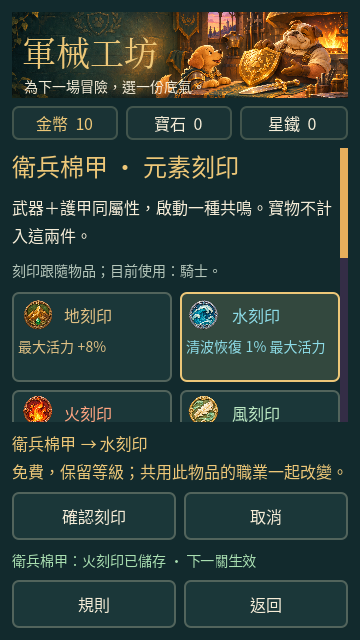 軍械工坊
為下一場冒險，選一份底氣。
金幣 10
寶石 0
星鐵 0
衛兵棉甲 · 元素刻印
武器＋護甲同屬性，啟動一種共鳴。寶物不計
入這兩件。
刻印跟隨物品；目前使用：騎士。
地刻印
最大活力 +8%
水刻印
清波恢復 1% 最大活力
火刻印
風刻印
衛兵棉甲 → 水刻印
免費，保留等級；共用此物品的職業一起改變。
確認刻印
取消
衛兵棉甲：火刻印已儲存 · 下一關生效
規則
返回